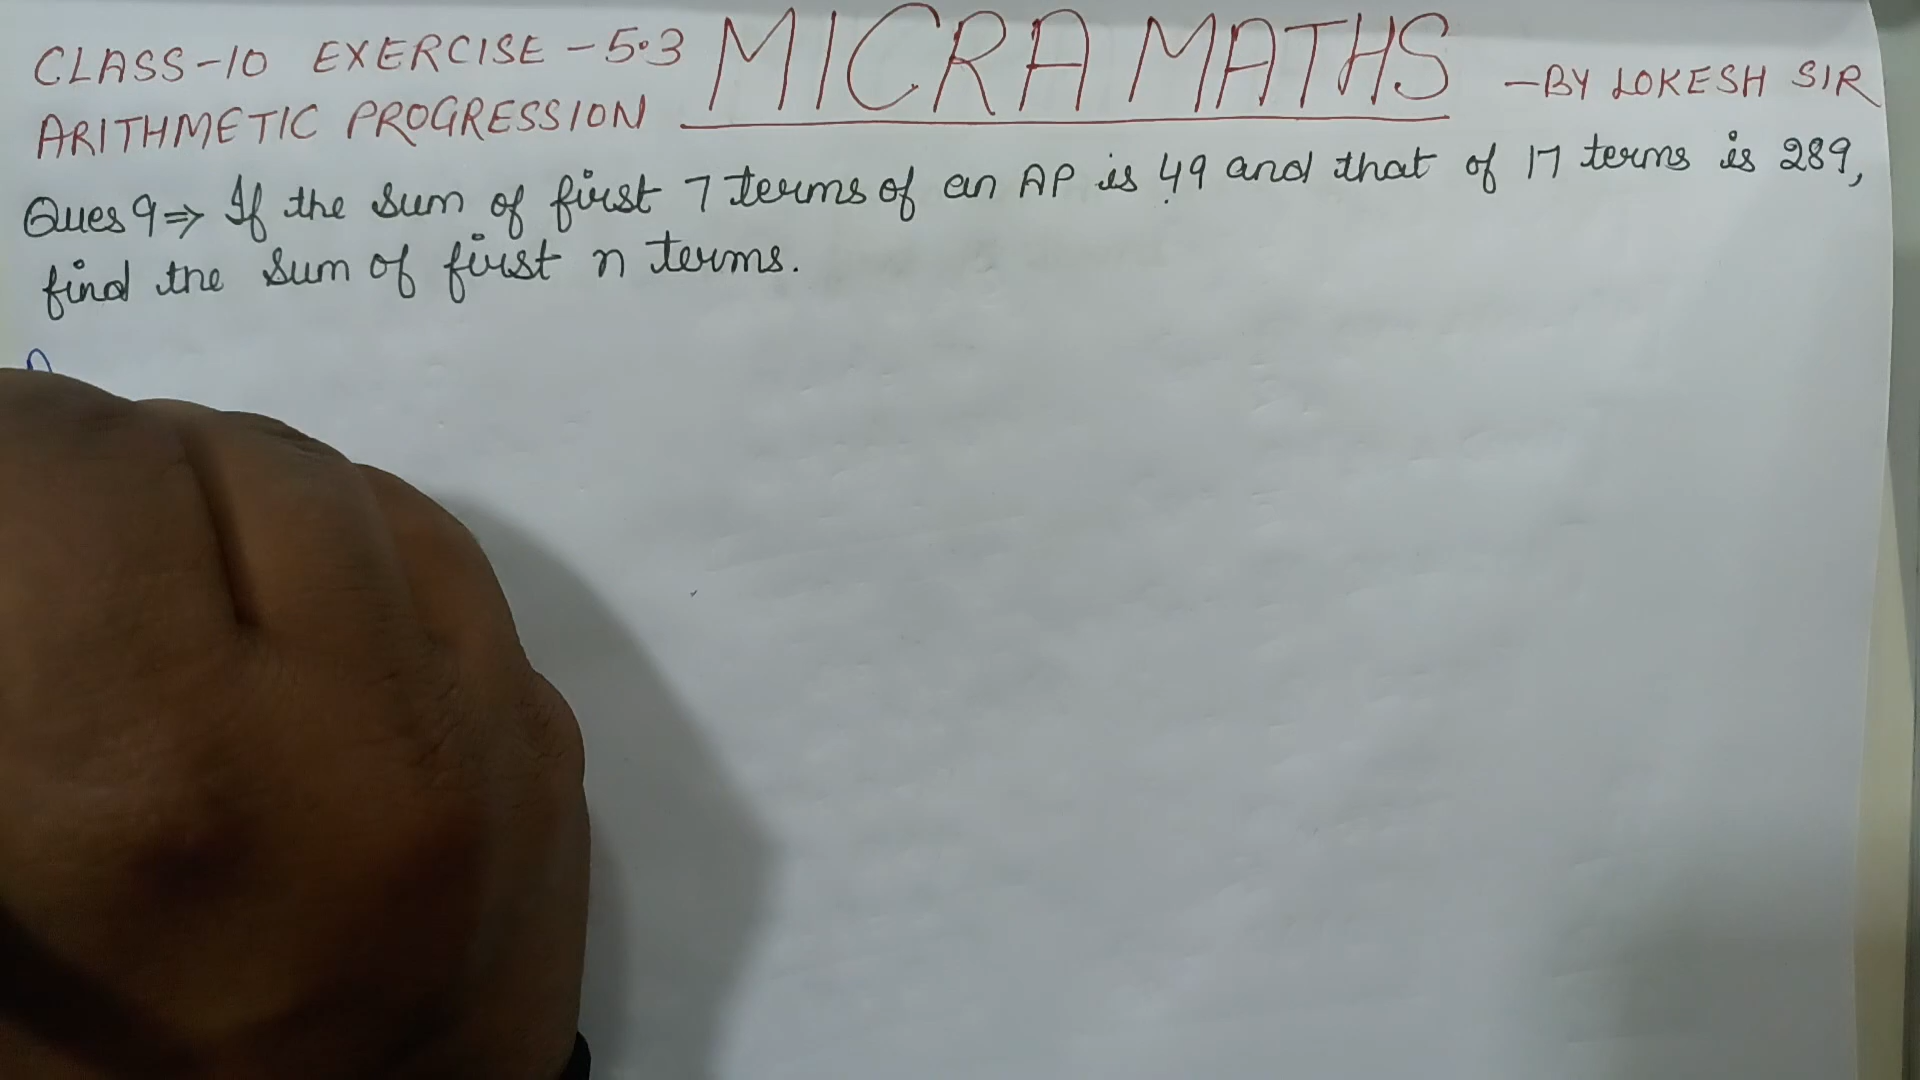 CLASS-10 EXERCISE -5.3 MICRA MATHS -BY LOKESH SIR
ARITHMETIC PROGRESSION
Ques 9⇒ If the sum of first 7 terms of an AP is 49 and that of 17 terms is 289,
find the sum of first n terms.